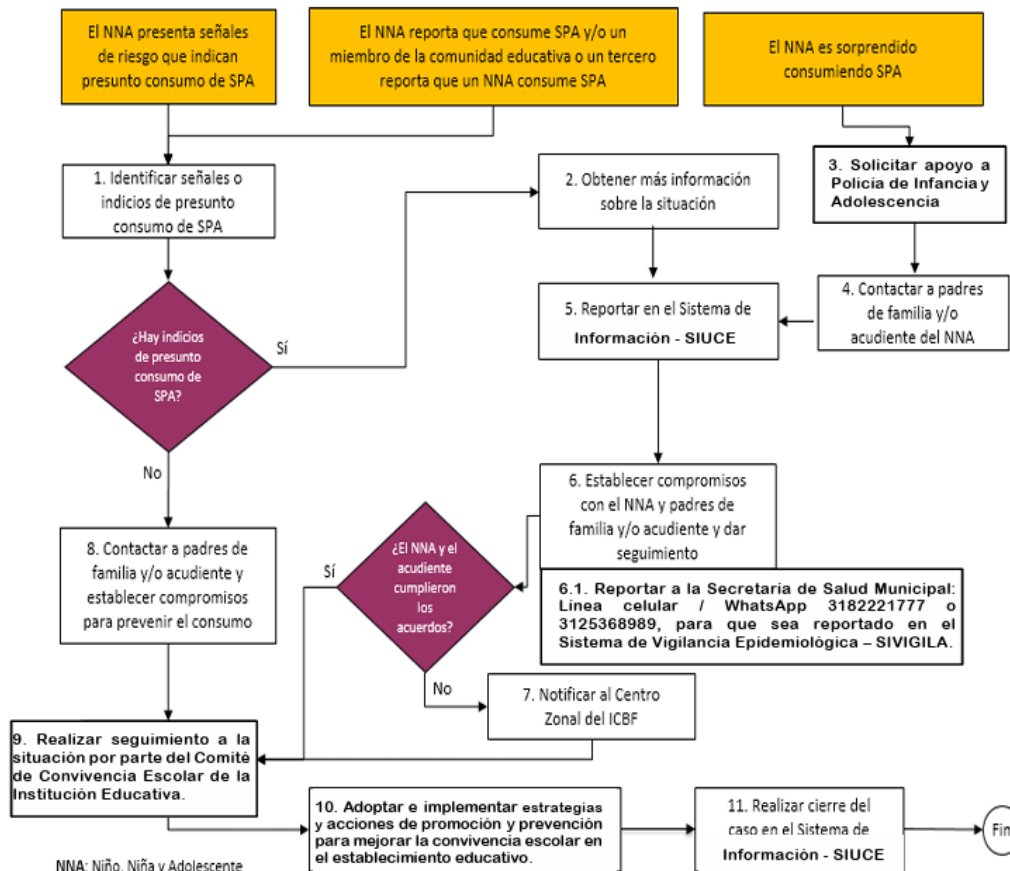 El NNA presenta señales
de riesgo que indican
presunto consumo de SPA
El NNA reporta que consume SPA y/o un
miembro de la comunidad educativa o un tercero
reporta que un NNA consume SPA
El NNA es sorprendido
consumiendo SPA
1. Identificar señales o
indicios de presunto
consumo de SPA
2. Obtener más información
sobre la situación
3. Solicitar apoyo a
Policía de Infancia y
Adolescencia
¿Hay indicios
de presunto
consumo de
SPA?
Sí
5. Reportar en el Sistema de
Información - SIUCE
4. Contactar a padres
de familia y/o
acudiente del NNA
No
8. Contactar a padres de
familia y/o acudiente y
establecer compromisos
para prevenir el consumo
Sí
¿El NNA y el
acudiente
cumplieron
los
acuerdos?
6. Establecer compromisos
con el NNA y padres de
familia y/o acudiente y dar
seguimiento
6.1. Reportar a la Secretaría de Salud Municipal:
Línea celular / WhatsApp 3182221777 o
3125368989, para que sea reportado en el
Sistema de Vigilancia Epidemiológica – SIVIGILA.
No
7. Notificar al Centro
Zonal del ICBF
9. Realizar seguimiento a la
situación por parte del Comité
de Convivencia Escolar de la
Institución Educativa.
10. Adoptar e implementar estrategias
y acciones de promoción y prevención
para mejorar la convivencia escolar
en el establecimiento educativo.
11. Realizar cierre del
caso en el Sistema de
Información - SIUCE
Fin
NNA: Niño, Niña y Adolescente